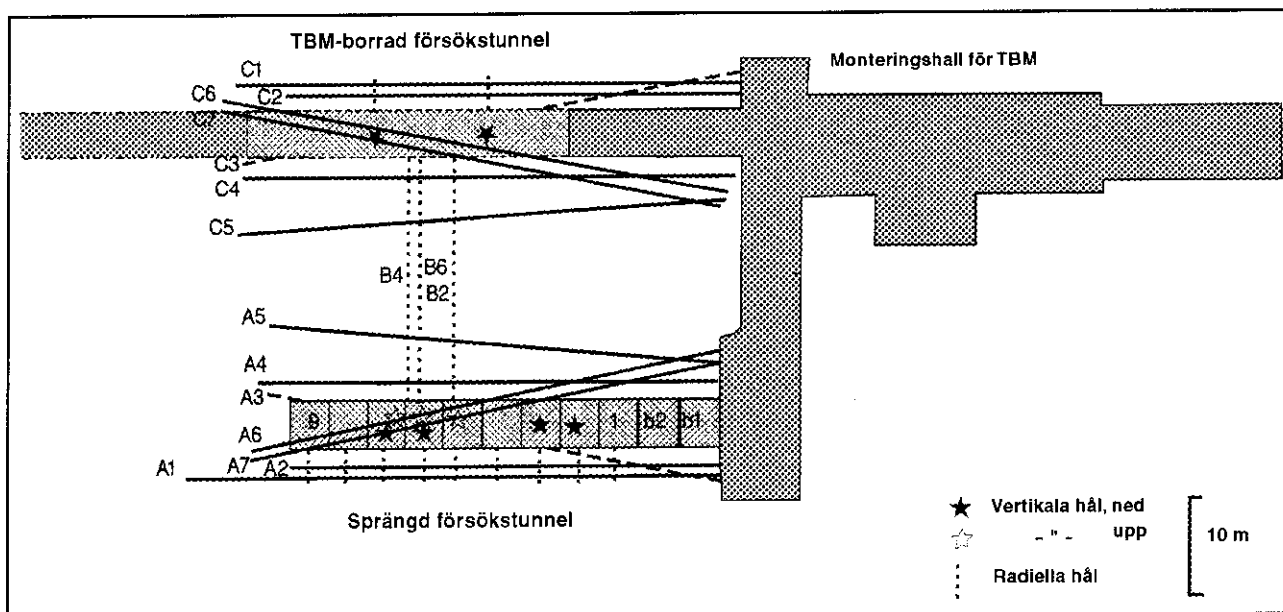 TBM-borrad försökstunnel
Monteringshall för TBM
C1
C2
C6
C7
C3
C4
C5
B4
B6
B2
A5
A4
A3
9
1
b2
b1
A6
A7
A2
A1
Sprängd försökstunnel
Vertikala hål, ned
- " - upp
Radiella hål
10 m